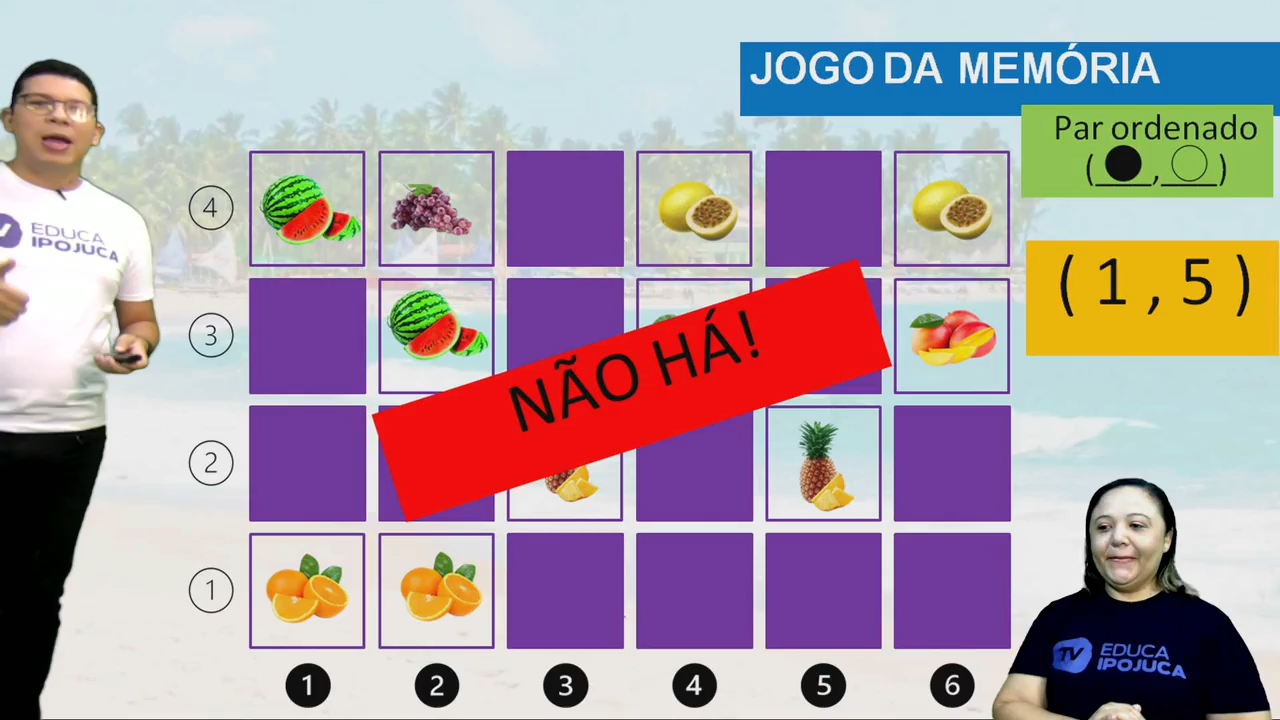 JOGO DA MEMÓRIA
Par ordenado
(●,○)
( 1 , 5 )
4
3
2
1
NÃO HÁ!
1 2 3 4 5 6
EDUCA
IPOJUCA
TV EDUCA
IPOJUCA